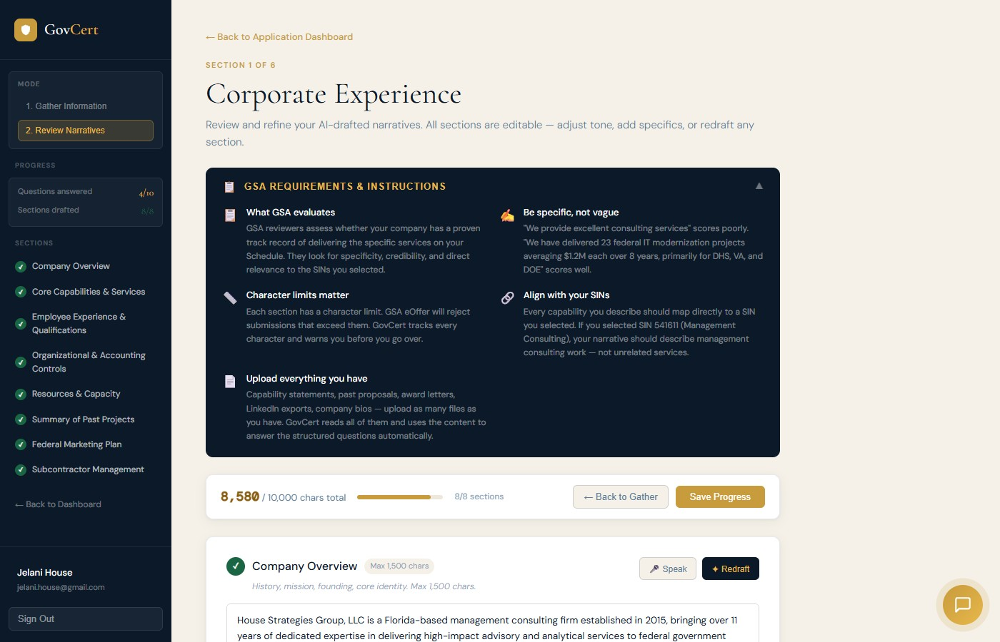 GovCert
MODE
1. Gather Information
2. Review Narratives
PROGRESS
Questions answered 4/10
Sections drafted 8/8
SECTIONS
Company Overview
Core Capabilities & Services
Employee Experience &
Qualifications
Organizational & Accounting
Controls
Resources & Capacity
Summary of Past Projects
Federal Marketing Plan
Subcontractor Management
← Back to Dashboard
Jelani House
jelani.house@gmail.com
Sign Out
← Back to Application Dashboard
SECTION 1 OF 6
Corporate Experience
Review and refine your AI-drafted narratives. All sections are editable — adjust tone, add specifics, or redraft any
section.
GSA REQUIREMENTS & INSTRUCTIONS
What GSA evaluates
GSA reviewers assess whether your company has a proven
track record of delivering the specific services on your
Schedule. They look for specificity, credibility, and direct
relevance to the SINs you selected.
Be specific, not vague
"We provide excellent consulting services" scores poorly.
"We have delivered 23 federal IT modernization projects
averaging $1.2M each over 8 years, primarily for DHS, VA, and
DOE" scores well.
Character limits matter
Each section has a character limit. GSA eOffer will reject
submissions that exceed them. GovCert tracks every
character and warns you before you go over.
Align with your SINs
Every capability you describe should map directly to a SIN
you selected. If you selected SIN 541611 (Management
Consulting), your narrative should describe management
consulting work — not unrelated services.
Upload everything you have
Capability statements, past proposals, award letters,
LinkedIn exports, company bios — upload as many files as
you have. GovCert reads all of them and uses the content to
answer the structured questions automatically.
8,580 / 10,000 chars total 8/8 sections
← Back to Gather
Save Progress
Company Overview Max 1,500 chars
Speak
✦ Redraft
History, mission, founding, core identity. Max 1,500 chars.
House Strategies Group, LLC is a Florida-based management consulting firm established in 2015, bringing over 11
years of dedicated expertise in delivering high-impact advisory and analytical services to federal government